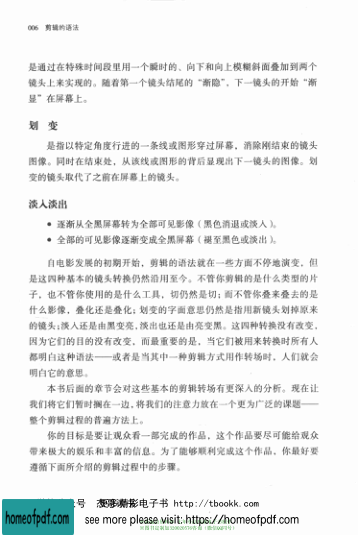 006 剪辑的语法
是通过在特殊时间段里用一个瞬时的、向下和向上模糊斜面叠加到两个
镜头上来实现的。随着第一个镜头结尾的“渐隐”，下一镜头的开始“渐
显”在屏幕上。
划 变
是指以特定角度行进的一条线或图形穿过屏幕，消除刚结束的镜头
图像。同时在结束处，从该线或图形的背后显现出下一镜头的图像。划
变的镜头取代了之前在屏幕上的镜头。
淡入淡出
● 逐渐从全黑屏幕转为全部可见影像（黑色消退或淡入）。
● 全部的可见影像逐渐变成全黑屏幕（褪至黑色或淡出）。
自电影发展的初期开始，剪辑的语法就在一些方面不停地演变，但
是这四种基本的镜头转换仍然沿用至今。不管你剪辑的是什么类型的片
子，也不管你使用的是什么工具，切仍然是切；而不管你叠来叠去的是
什么影像，叠化还是叠化；划变的字面意思仍然是指用新镜头划掉原来
的镜头；淡入还是由黑变亮，淡出也还是由亮变黑。这四种转换没有改变，
因为它们的目的没有改变，而最重要的是，当它们被用来转换时所有人
都明白这种语法——或者是当其中一种剪辑方式用作转场时，人们就会
明白它的意思。
本书后面的章节会对这些基本的剪辑转场有更深入的分析。现在让
我们将它们暂时搁在一边，将我们的注意力放在一个更为广泛的课题——
整个剪辑过程的普遍方法上。
你的目标是要让观众看一部完成的作品，这个作品要尽可能给观众
带来极大的娱乐和丰富的信息。为了能够顺利完成这个作品，你最好要
遵循下面所介绍的剪辑过程中的步骤。
电子书 http://tbookk.com
homeofpdf.com see more please visit: https://homeofpdf.com